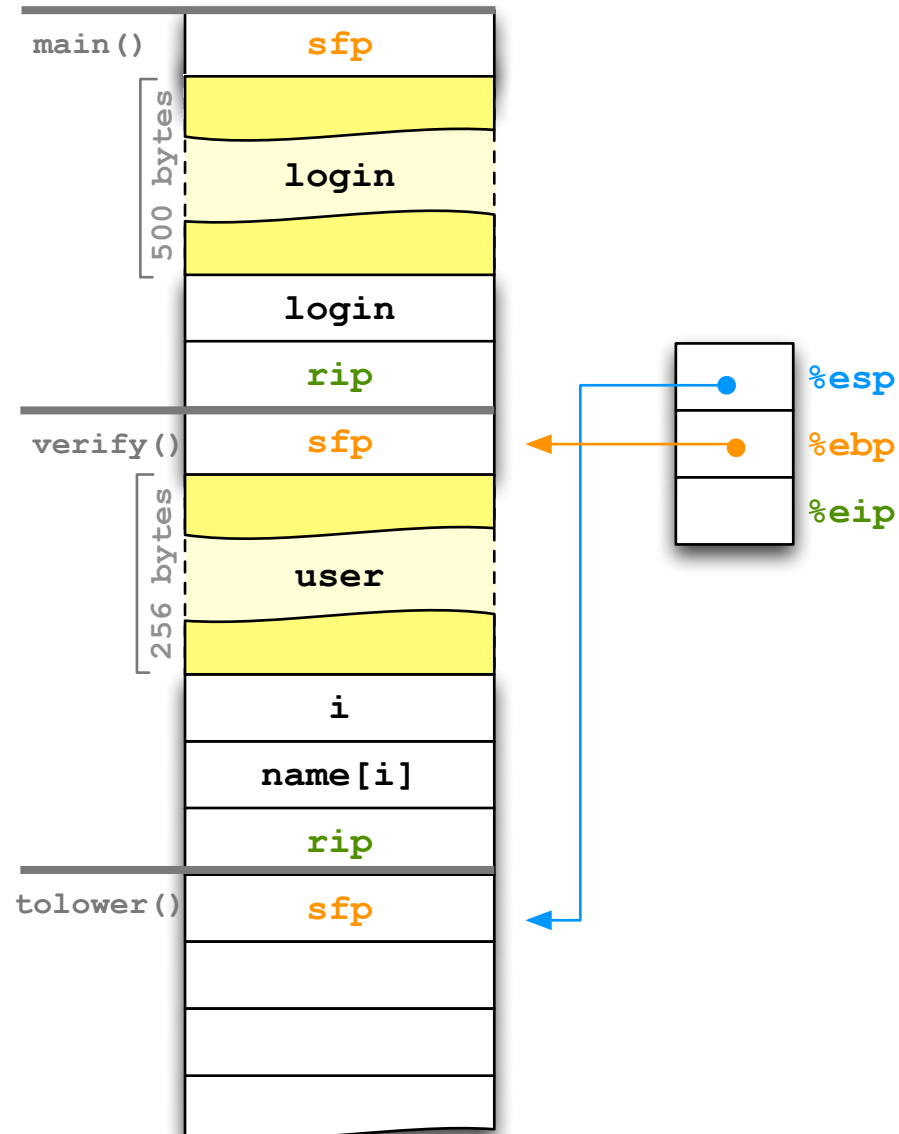 main()
sfp
500 bytes
login
login
rip
%esp
verify()
sfp
%ebp
256 bytes
%eip
user
i
name[i]
rip
tolower()
sfp